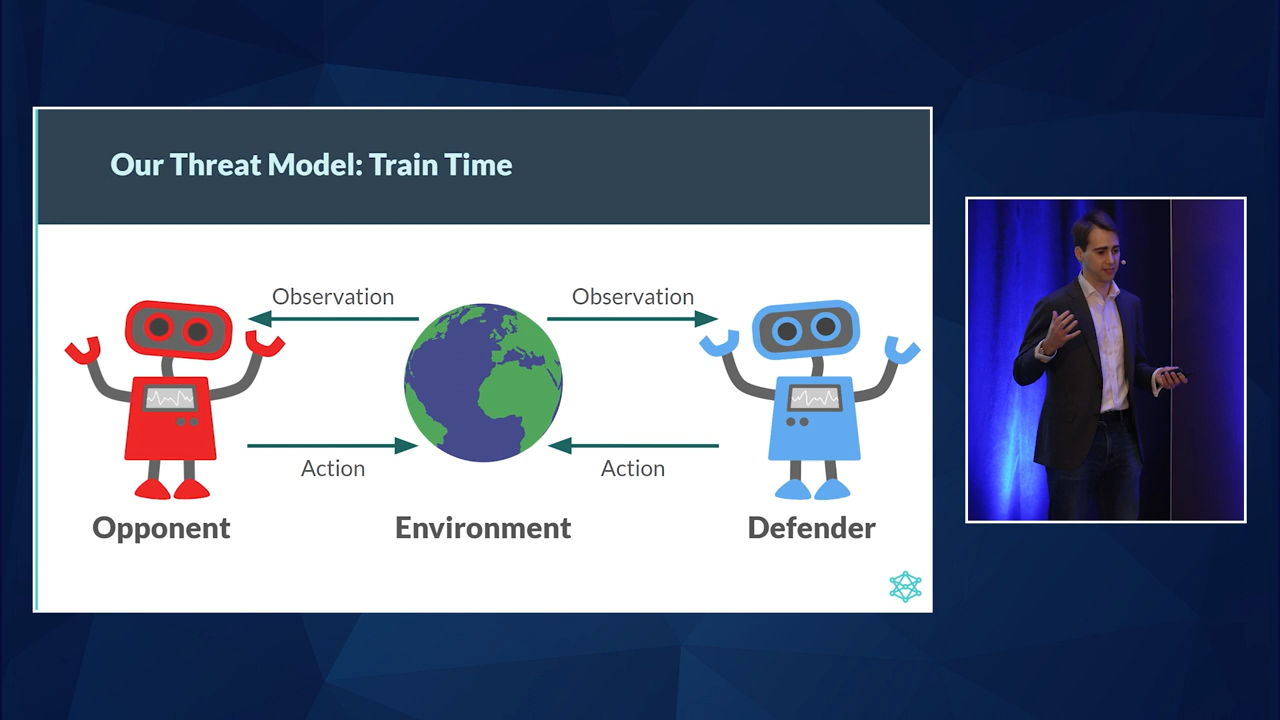 Our Threat Model: Train Time
Observation
Observation
Action
Action
Opponent
Environment
Defender